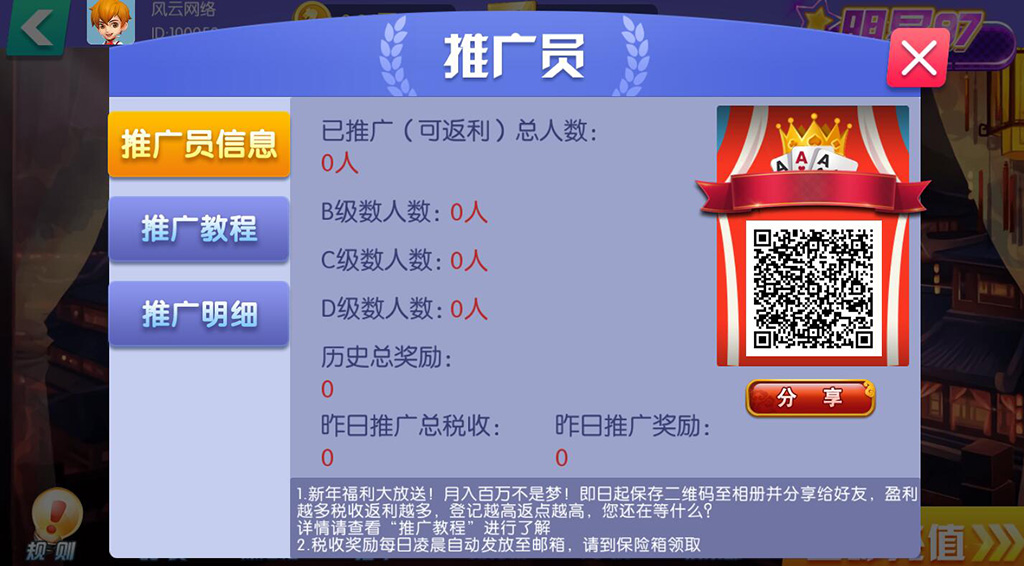 风云网络
推广员
推广员信息
推广教程
推广明细
已推广（可返利）总人数:
0人
B级数人数: 0人
C级数人数: 0人
D级数人数: 0人
历史总奖励:
0
昨日推广总税收: 昨日推广奖励:
0 0
A A
分 享
1.新年福利大放送！月入百万不是梦！即日起保存二维码至相册并分享给好友，盈利
越多税收返利越多，登记越高返点越高，您还在等什么？
详情请查看“推广教程”进行了解
2.税收奖励每日凌晨自动发放至邮箱，请到保险箱领取
规则
值